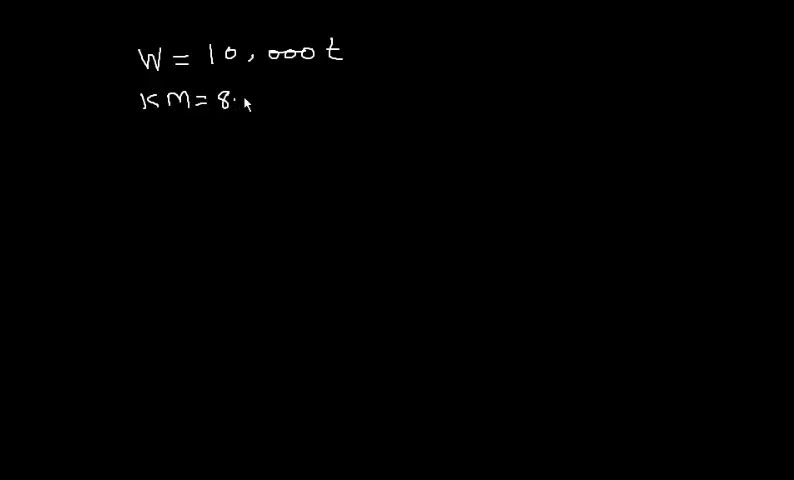 W = 10,000 t
KM = 8.